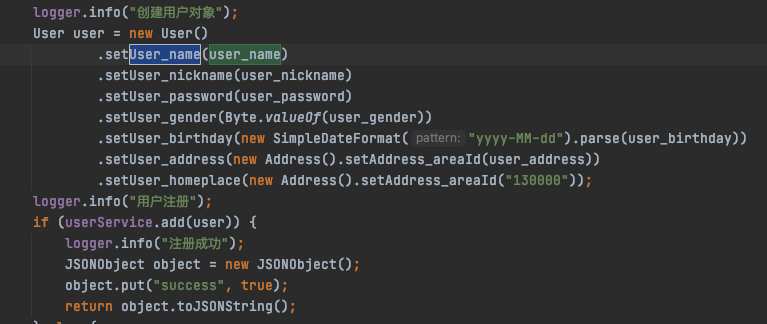 logger.info("创建用户对象");
User user = new User()
.setUser_name(user_name)
.setUser_nickname(user_nickname)
.setUser_password(user_password)
.setUser_gender(Byte.valueOf(user_gender))
.setUser_birthday(new SimpleDateFormat( pattern: "yyyy-MM-dd").parse(user_birthday))
.setUser_address(new Address().setAddress_areaId(user_address))
.setUser_homeplace(new Address().setAddress_areaId("130000"));
logger.info("用户注册");
if (userService.add(user)) {
logger.info("注册成功");
JSONObject object = new JSONObject();
object.put("success", true);
return object.toJSONString();